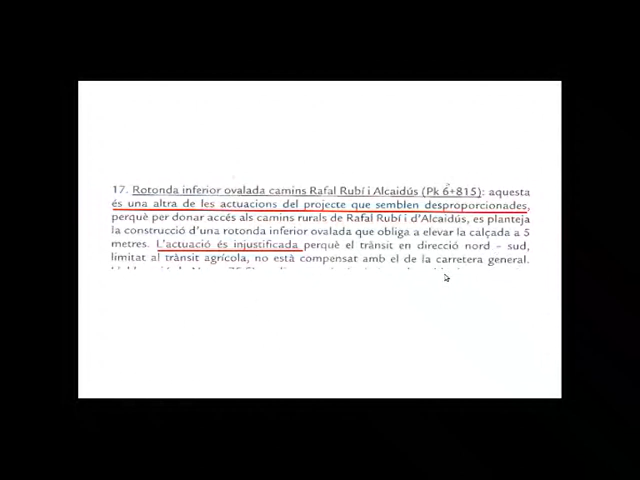 17. Rotonda inferior ovalada camins Rafal Rubí i Alcaidús (Pk 6+815): aquesta
és una altra de les actuacions del projecte que semblen desproporcionades,
perquè per donar accés als camins rurals de Rafal Rubí i d'Alcaidús, es planteja
la construcció d'una rotonda inferior ovalada que obliga a elevar la calçada a 5
metres. L'actuació és injustificada perquè el trànsit en direcció nord – sud,
limitat al trànsit agrícola, no està compensat amb el de la carretera general.